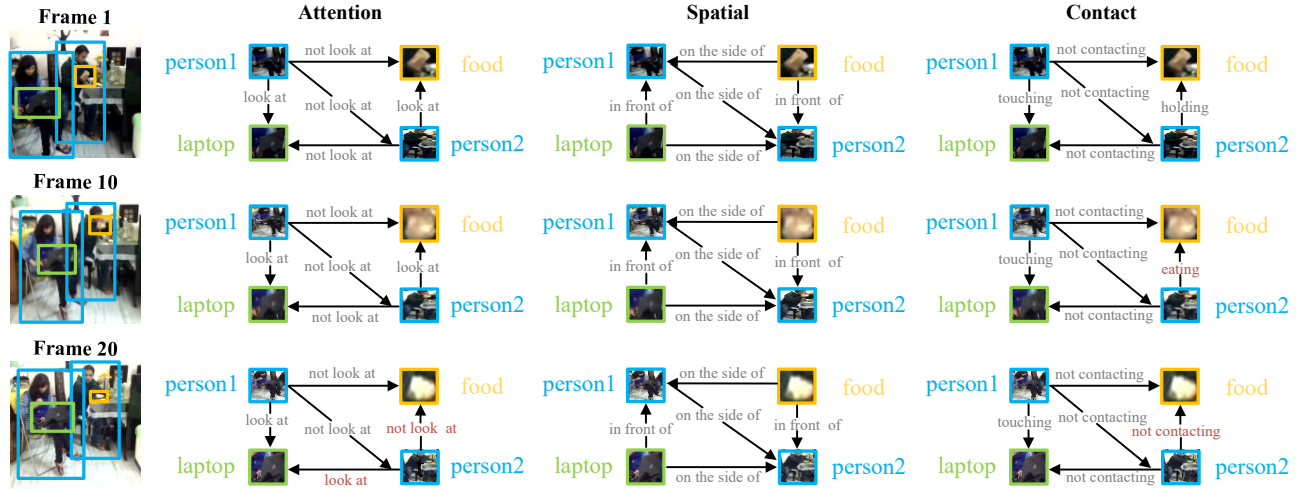 Frame 1 Attention Spatial Contact
person1 not look at food person1 on the side of food person1 not contacting food
look at not look at look at in front of on the side of in front of touching not contacting holding
laptop not look at person2 laptop on the side of person2 laptop not contacting person2
Frame 10
person1 not look at food person1 on the side of food person1 not contacting food
look at not look at look at in front of on the side of in front of touching not contacting eating
laptop not look at person2 laptop on the side of person2 laptop not contacting person2
Frame 20
person1 not look at food person1 on the side of food person1 not contacting food
look at not look at not look at in front of on the side of in front of touching not contacting not contacting
laptop look at person2 laptop on the side of person2 laptop not contacting person2